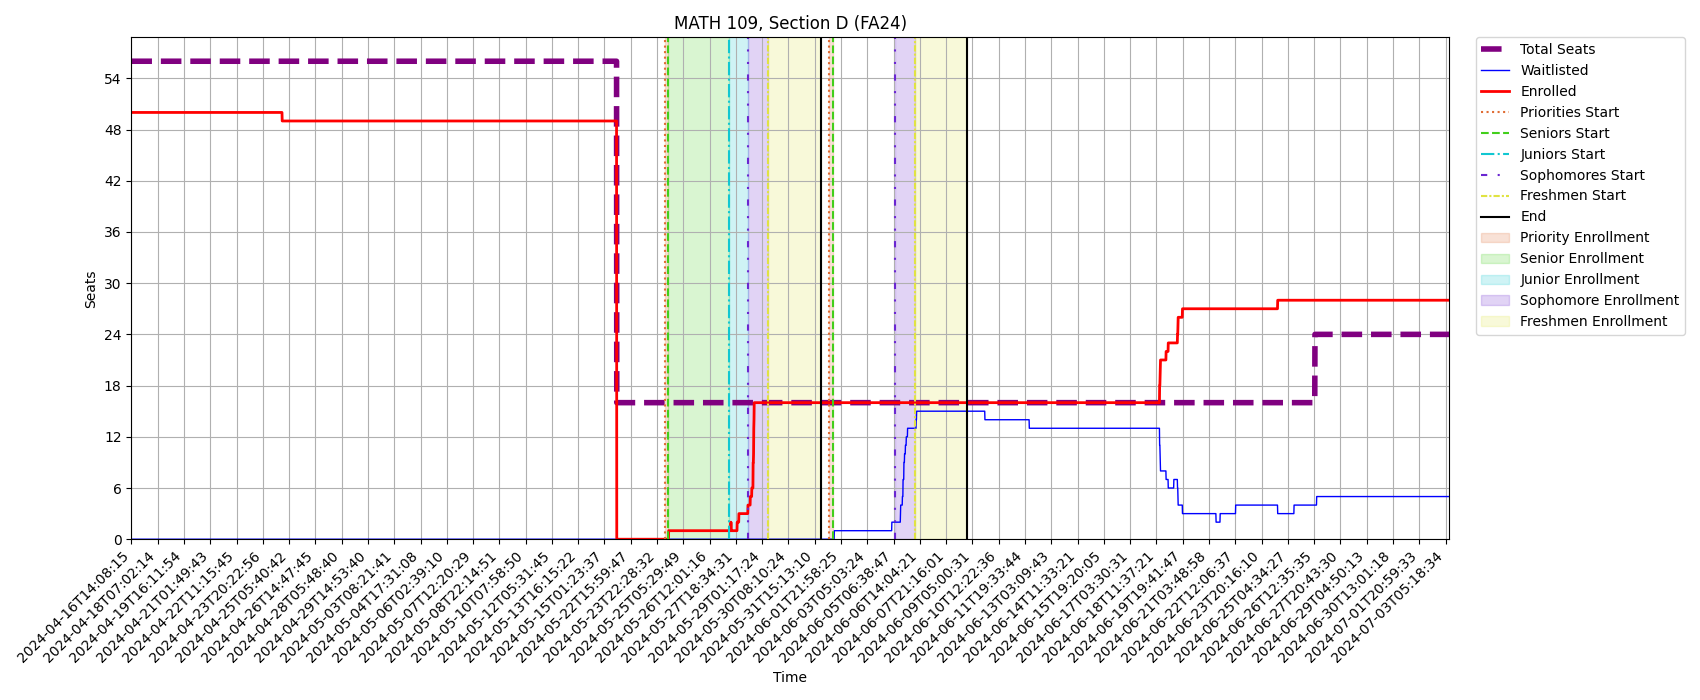 MATH 109, Section D (FA24)
Total Seats
Waitlisted
Enrolled
Priorities Start
Seniors Start
Juniors Start
Sophomores Start
Freshmen Start
End
Priority Enrollment
Senior Enrollment
Junior Enrollment
Sophomore Enrollment
Freshmen Enrollment
Seats
54
48
42
36
30
24
18
12
6
0
2024-04-16T14:08:15
2024-04-18T07:02:14
2024-04-19T16:11:54
2024-04-21T01:49:43
2024-04-22T11:15:45
2024-04-23T20:22:56
2024-04-25T05:40:42
2024-04-26T14:47:45
2024-04-28T05:48:40
2024-04-29T14:53:40
2024-05-03T08:21:41
2024-05-04T17:31:08
2024-05-06T02:39:10
2024-05-07T12:20:29
2024-05-08T22:14:51
2024-05-10T07:58:50
2024-05-12T05:31:45
2024-05-13T16:15:22
2024-05-15T01:23:37
2024-05-22T15:59:47
2024-05-23T22:28:32
2024-05-25T05:29:49
2024-05-26T12:01:16
2024-05-27T18:34:31
2024-05-29T01:17:24
2024-05-30T08:10:24
2024-05-31T15:13:10
2024-06-01T21:58:25
2024-06-03T05:03:24
2024-06-05T06:38:47
2024-06-06T14:04:21
2024-06-07T21:16:01
2024-06-09T05:00:31
2024-06-10T12:22:36
2024-06-11T19:33:44
2024-06-13T03:09:43
2024-06-14T11:33:21
2024-06-15T19:20:05
2024-06-17T03:30:31
2024-06-18T11:37:21
2024-06-19T19:41:47
2024-06-21T03:48:58
2024-06-22T12:06:37
2024-06-23T20:16:10
2024-06-25T04:34:27
2024-06-26T12:35:35
2024-06-27T20:43:30
2024-06-29T04:50:13
2024-06-30T13:01:18
2024-07-01T20:59:33
2024-07-03T05:18:34
Time